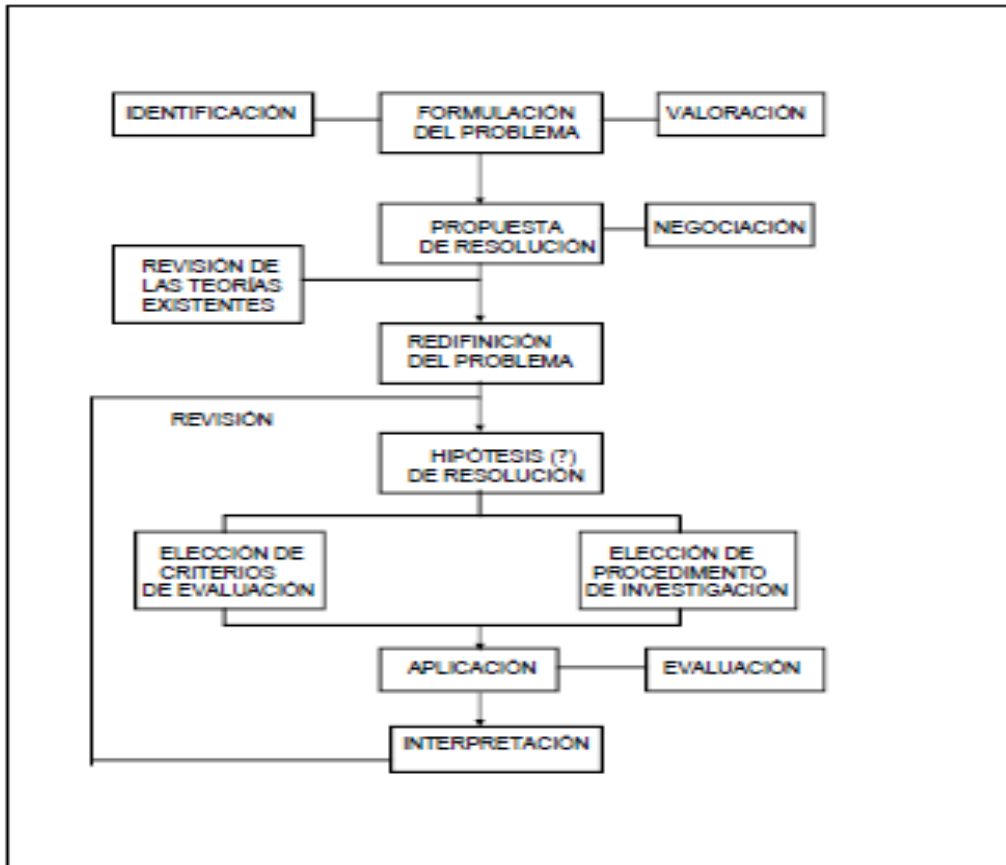 IDENTIFICACIÓN
FORMULACIÓN
DEL PROBLEMA
VALORACIÓN
PROPUESTA
DE RESOLUCIÓN
NEGOCIACIÓN
REVISIÓN DE
LAS TEORÍAS
EXISTENTES
REDIFINICIÓN
DEL PROBLEMA
REVISIÓN
HIPÓTESIS (?)
DE RESOLUCIÓN
ELECCIÓN DE
CRITERIOS
DE EVALUACIÓN
ELECCIÓN DE
PROCEDIMENTO
DE INVESTIGACION
APLICACIÓN
EVALUACIÓN
INTERPRETACIÓN